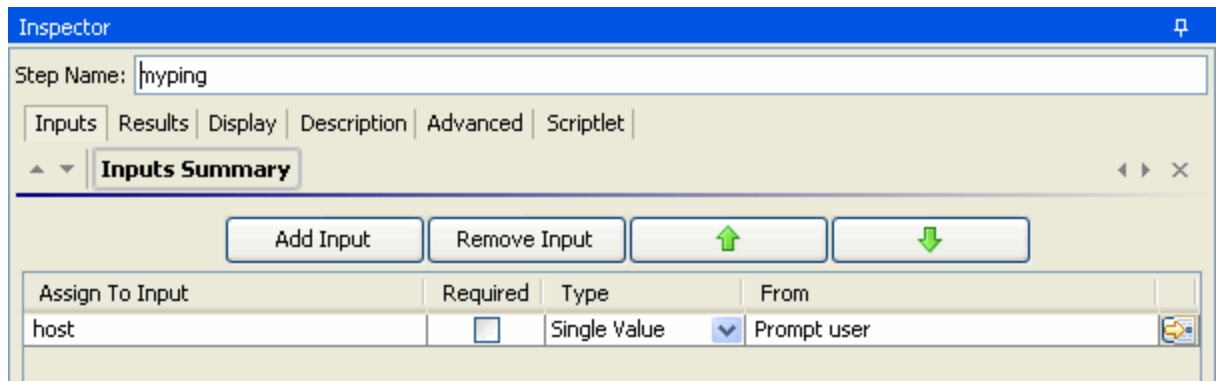 Inspector
Step Name: myping
Inputs Results Display Description Advanced Scriptlet
Inputs Summary
Add Input Remove Input
Assign To Input Required Type From
host Single Value Prompt user